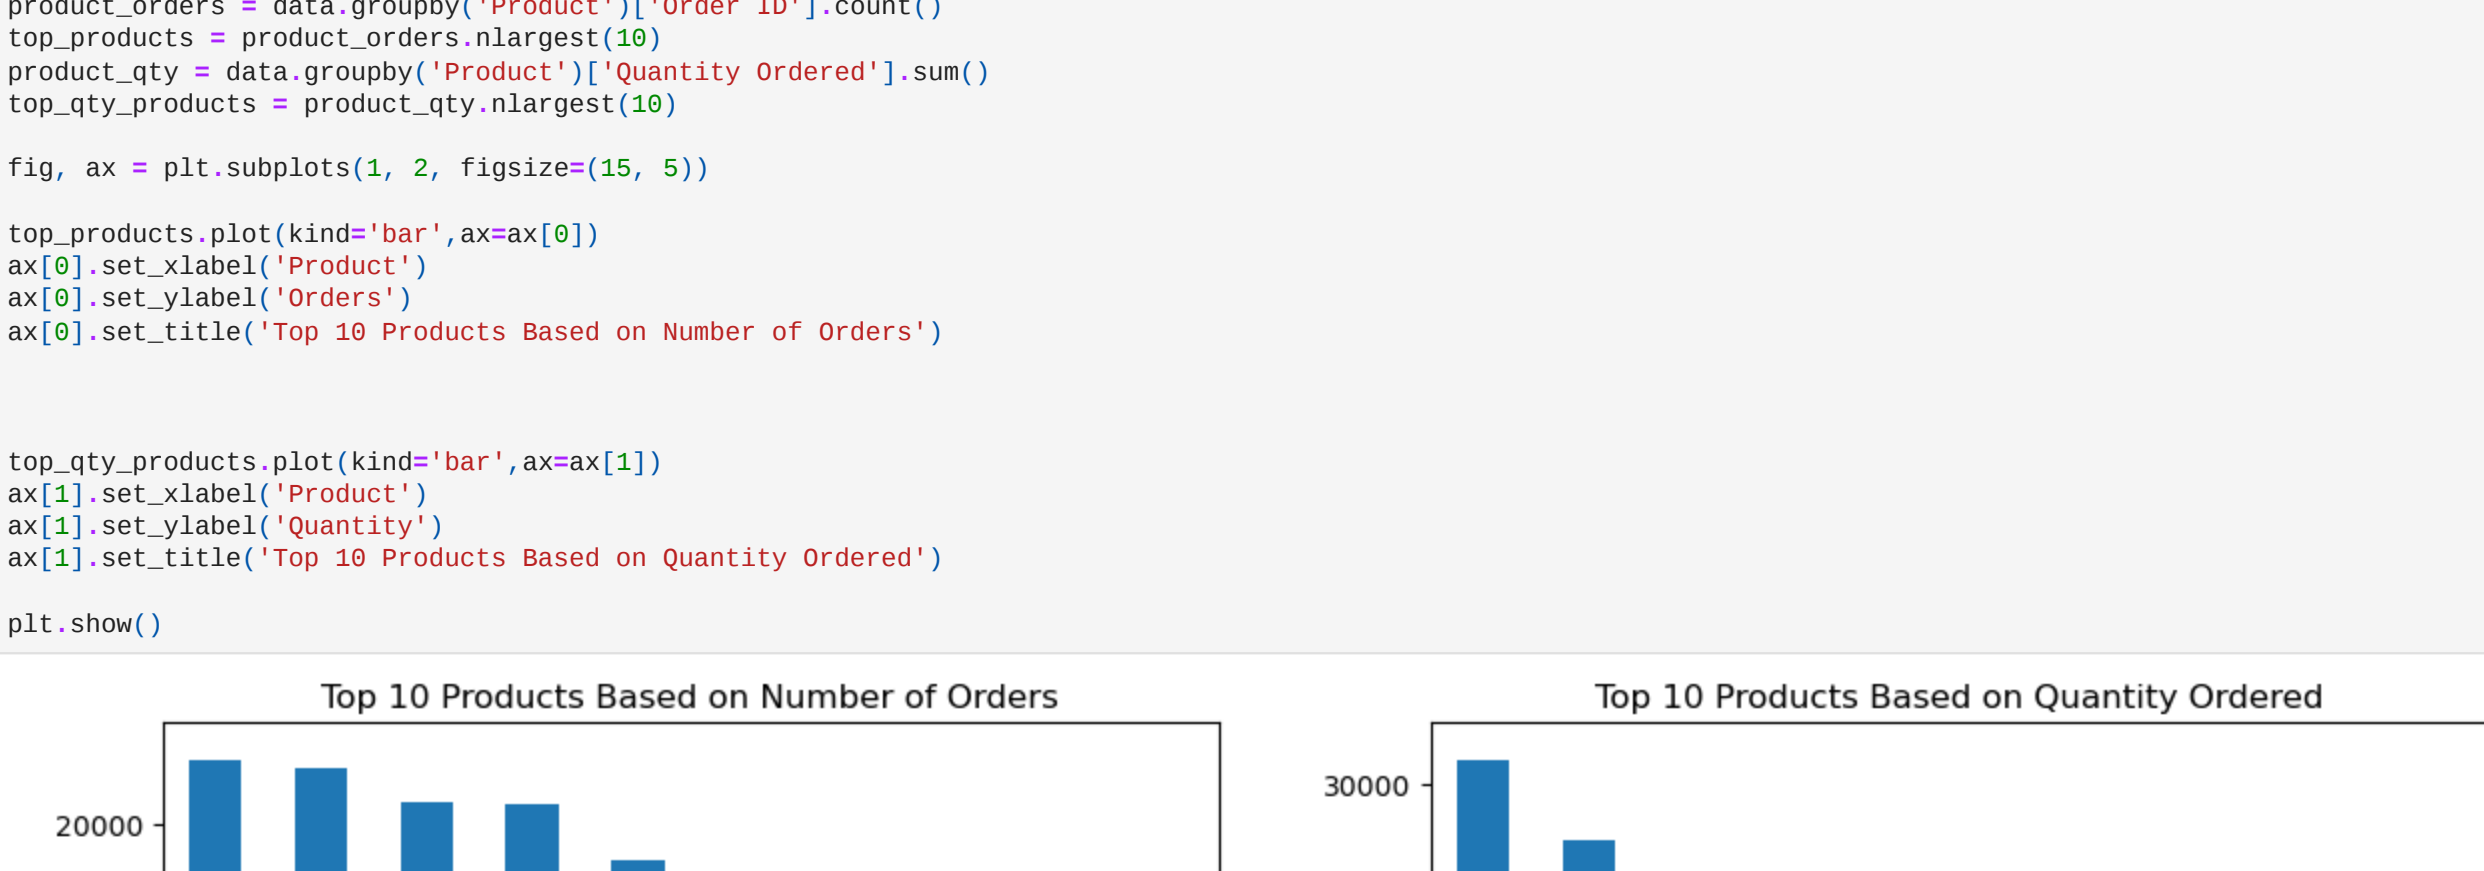 product_orders = data.groupby('Product')['Order ID'].count()
top_products = product_orders.nlargest(10)
product_qty = data.groupby('Product')['Quantity Ordered'].sum()
top_qty_products = product_qty.nlargest(10)
fig, ax = plt.subplots(1, 2, figsize=(15, 5))
top_products.plot(kind='bar',ax=ax[0])
ax[0].set_xlabel('Product')
ax[0].set_ylabel('Orders')
ax[0].set_title('Top 10 Products Based on Number of Orders')
top_qty_products.plot(kind='bar',ax=ax[1])
ax[1].set_xlabel('Product')
ax[1].set_ylabel('Quantity')
ax[1].set_title('Top 10 Products Based on Quantity Ordered')
plt.show()
Top 10 Products Based on Number of Orders
20000
Top 10 Products Based on Quantity Ordered
30000